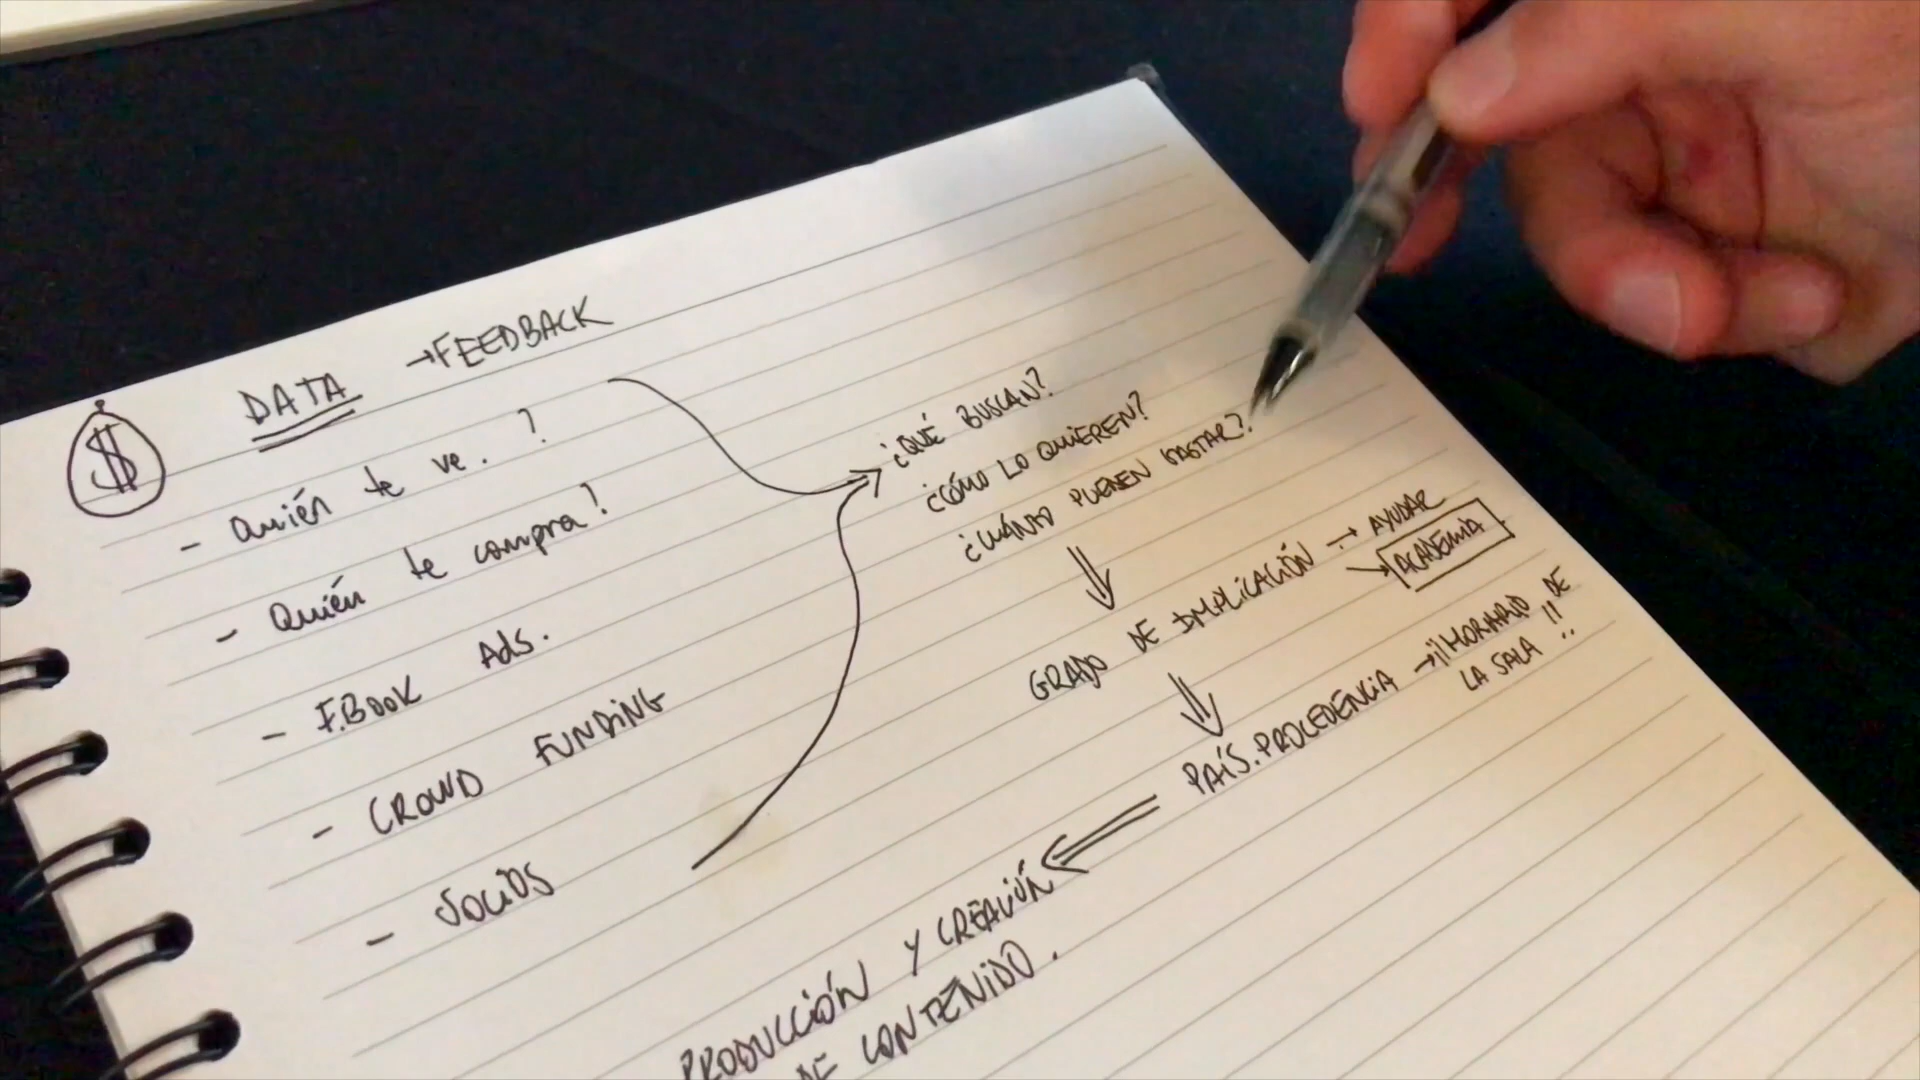 $
DATA → FEEDBACK
- Quién te ve. ?
- Quién te compra?
- F.BOOK Ads.
- CROWD FUNDING
- SOCIOS
¿QUÉ BUSCAN?
¿CÓMO LO QUIEREN?
¿CUÁNTO PUEDEN GASTAR?
GRADO DE IMPLICACIÓN → AYUDAR
→ ACADEMIA
PAÍS. PROCEDENCIA → ¡¡HORARIO DE
LA SALA!!
PRODUCCIÓN Y CREACIÓN
DE CONTENIDO.